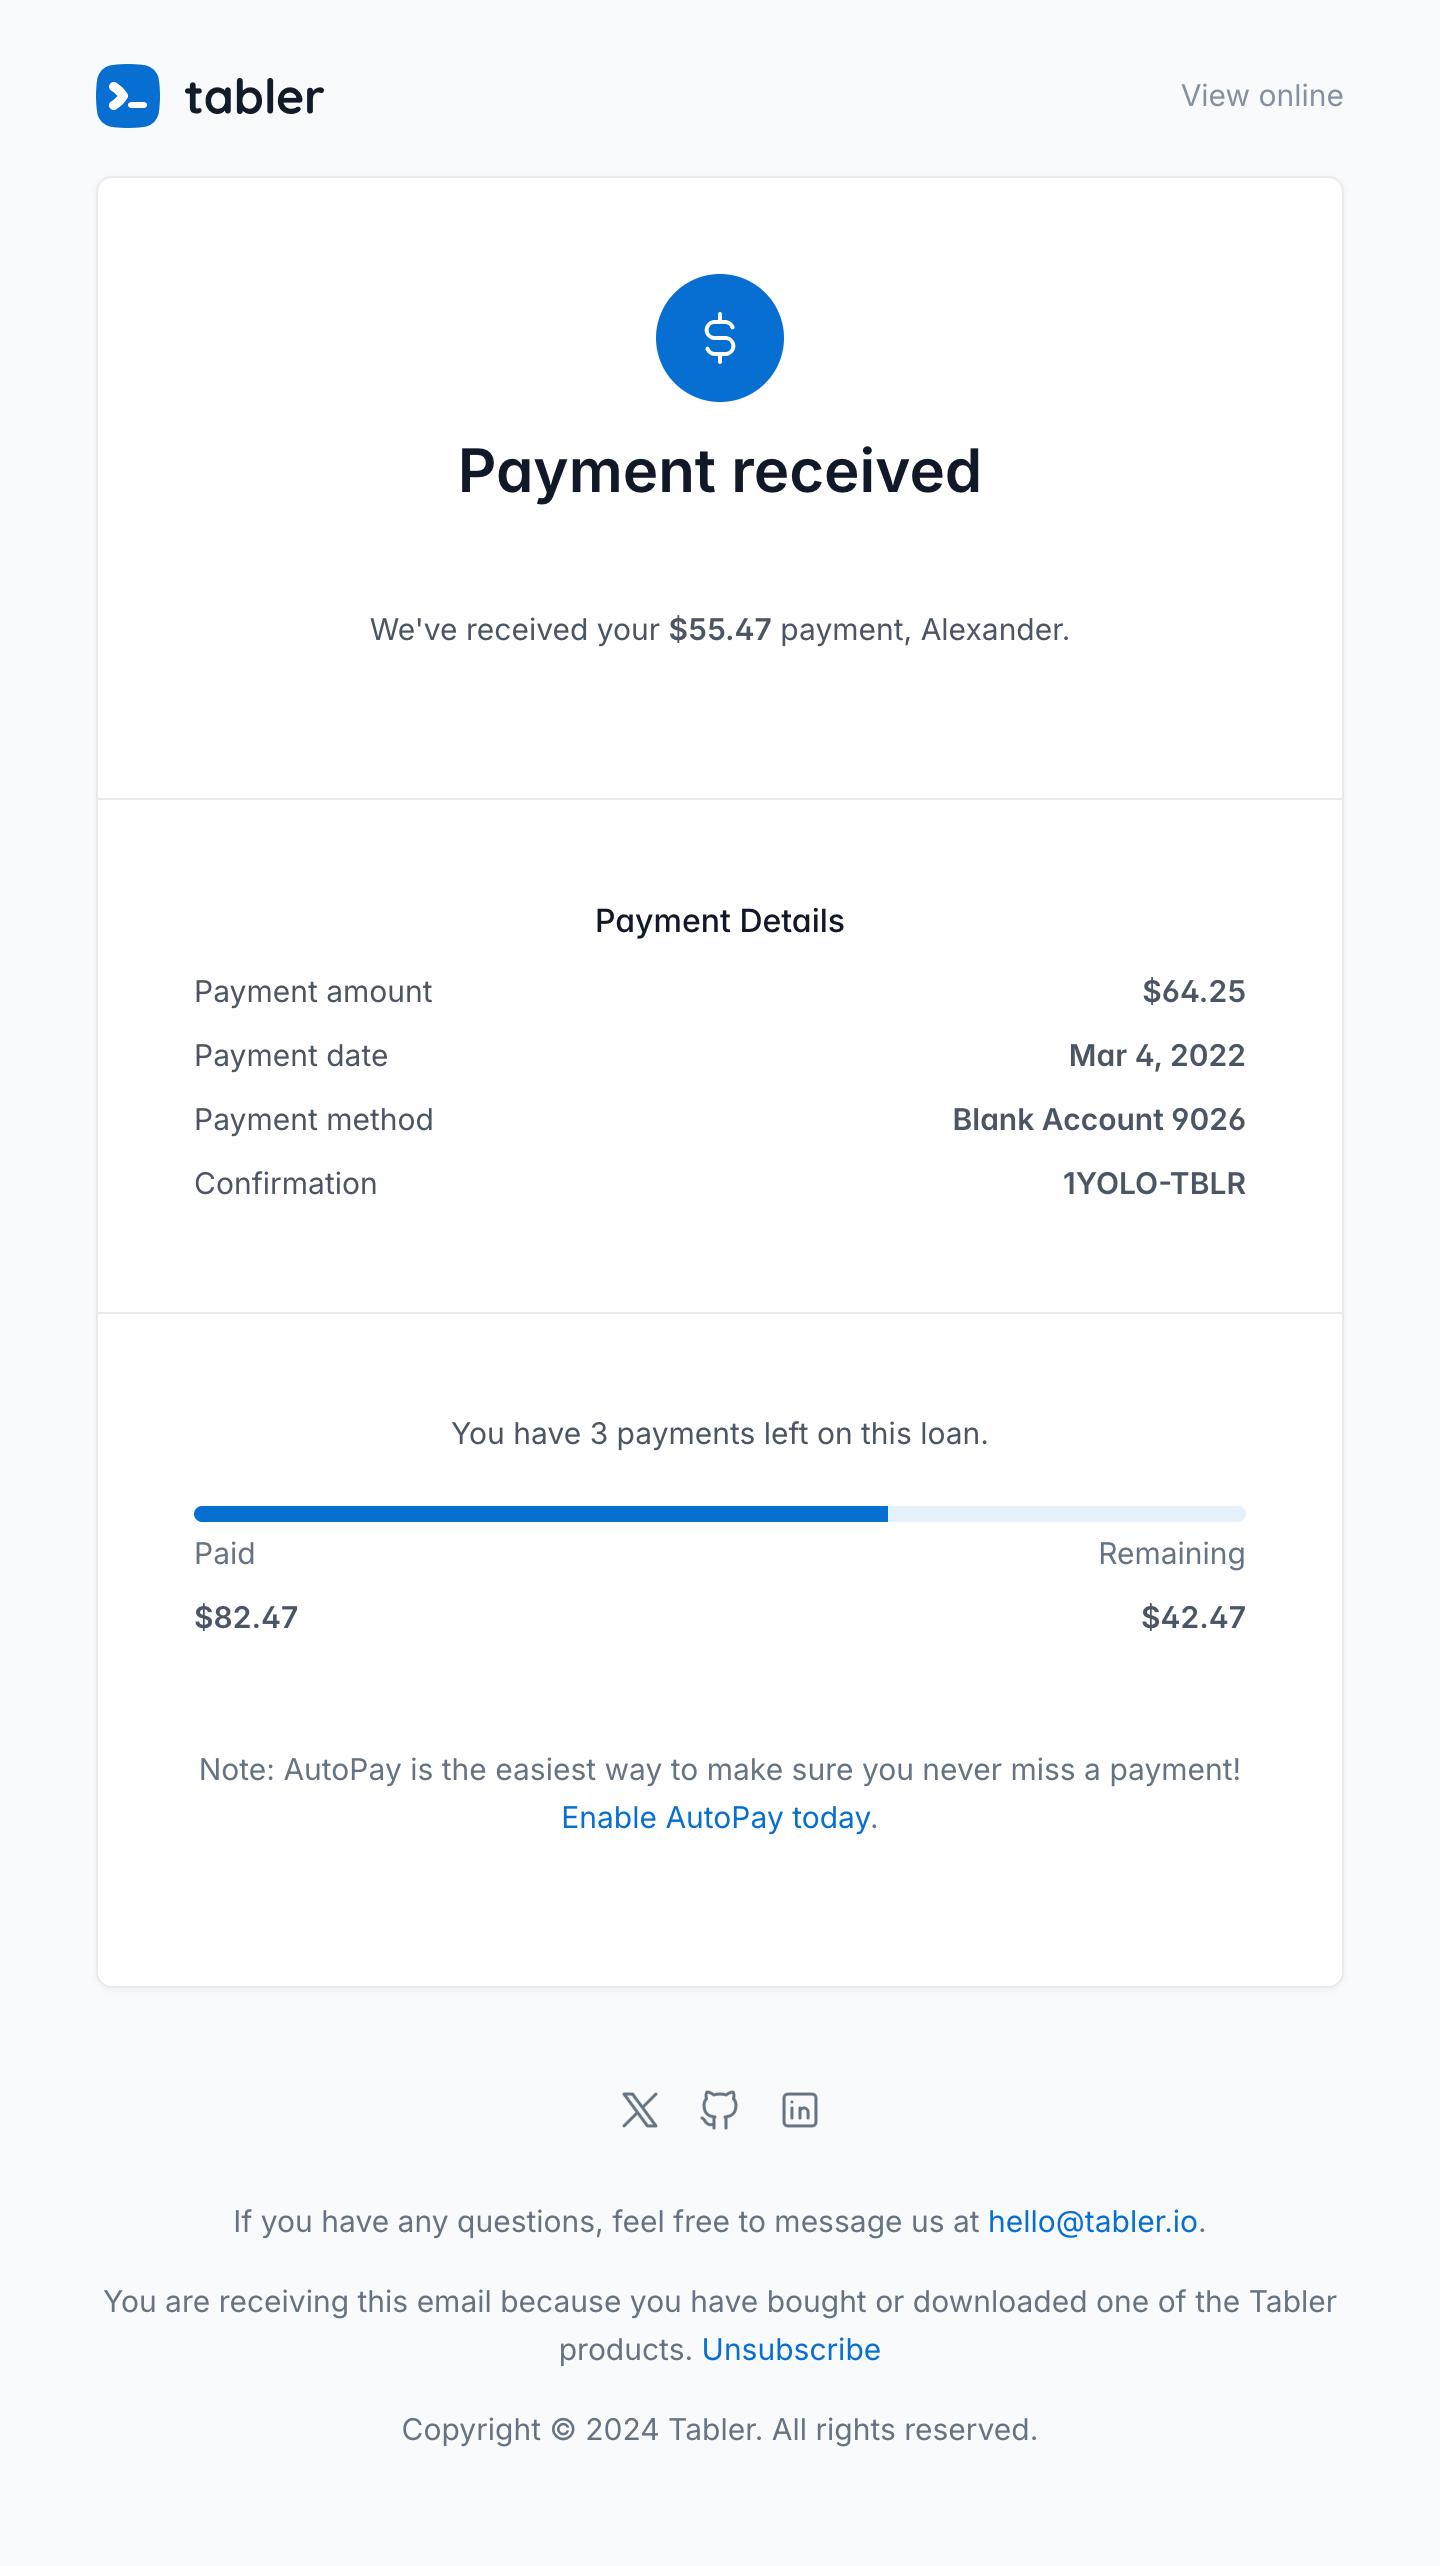 tabler
View online
$
Payment received
We've received your $55.47 payment, Alexander.
Payment Details
Payment amount $64.25
Payment date Mar 4, 2022
Payment method Blank Account 9026
Confirmation 1YOLO-TBLR
You have 3 payments left on this loan.
Paid Remaining
$82.47 $42.47
Note: AutoPay is the easiest way to make sure you never miss a payment!
Enable AutoPay today.
If you have any questions, feel free to message us at hello@tabler.io.
You are receiving this email because you have bought or downloaded one of the Tabler
products. Unsubscribe
Copyright © 2024 Tabler. All rights reserved.